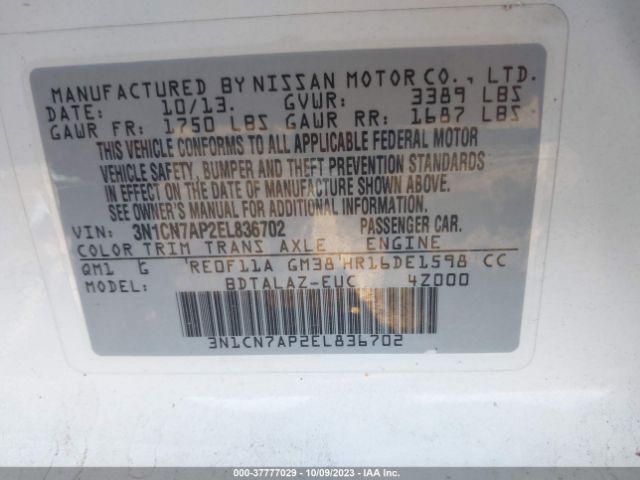 MANUFACTURED BY NISSAN MOTOR CO., LTD.
DATE: 10/13. GVWR: 3389 LBS
GAWR FR: 1750 LBS GAWR RR: 1687 LBS
THIS VEHICLE CONFORMS TO ALL APPLICABLE FEDERAL MOTOR
VEHICLE SAFETY, BUMPER AND THEFT PREVENTION STANDARDS
IN EFFECT ON THE DATE OF MANUFACTURE SHOWN ABOVE.
SEE OWNER'S MANUAL FOR ADDITIONAL INFORMATION.
VIN: 3N1CN7AP2EL836702 PASSENGER CAR.
COLOR TRIM TRANS AXLE ENGINE
QM1 G RE0F11A GM38 HR16DE1598 CC
MODEL: BDTALAZ-EUC 4Z000
3N1CN7AP2EL836702
000-37777029 - 10/09/2023 - IAA Inc.